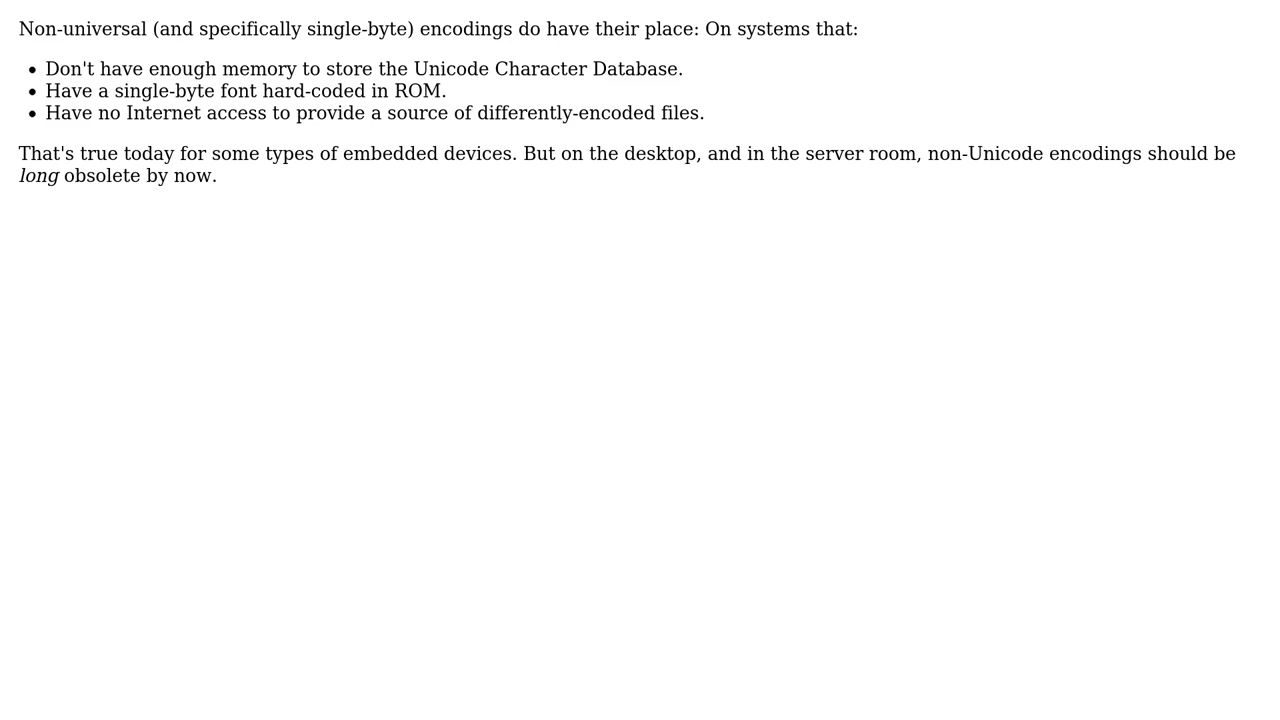 Non-universal (and specifically single-byte) encodings do have their place: On systems that:
• Don't have enough memory to store the Unicode Character Database.
• Have a single-byte font hard-coded in ROM.
• Have no Internet access to provide a source of differently-encoded files.
That's true today for some types of embedded devices. But on the desktop, and in the server room, non-Unicode encodings should be
long obsolete by now.